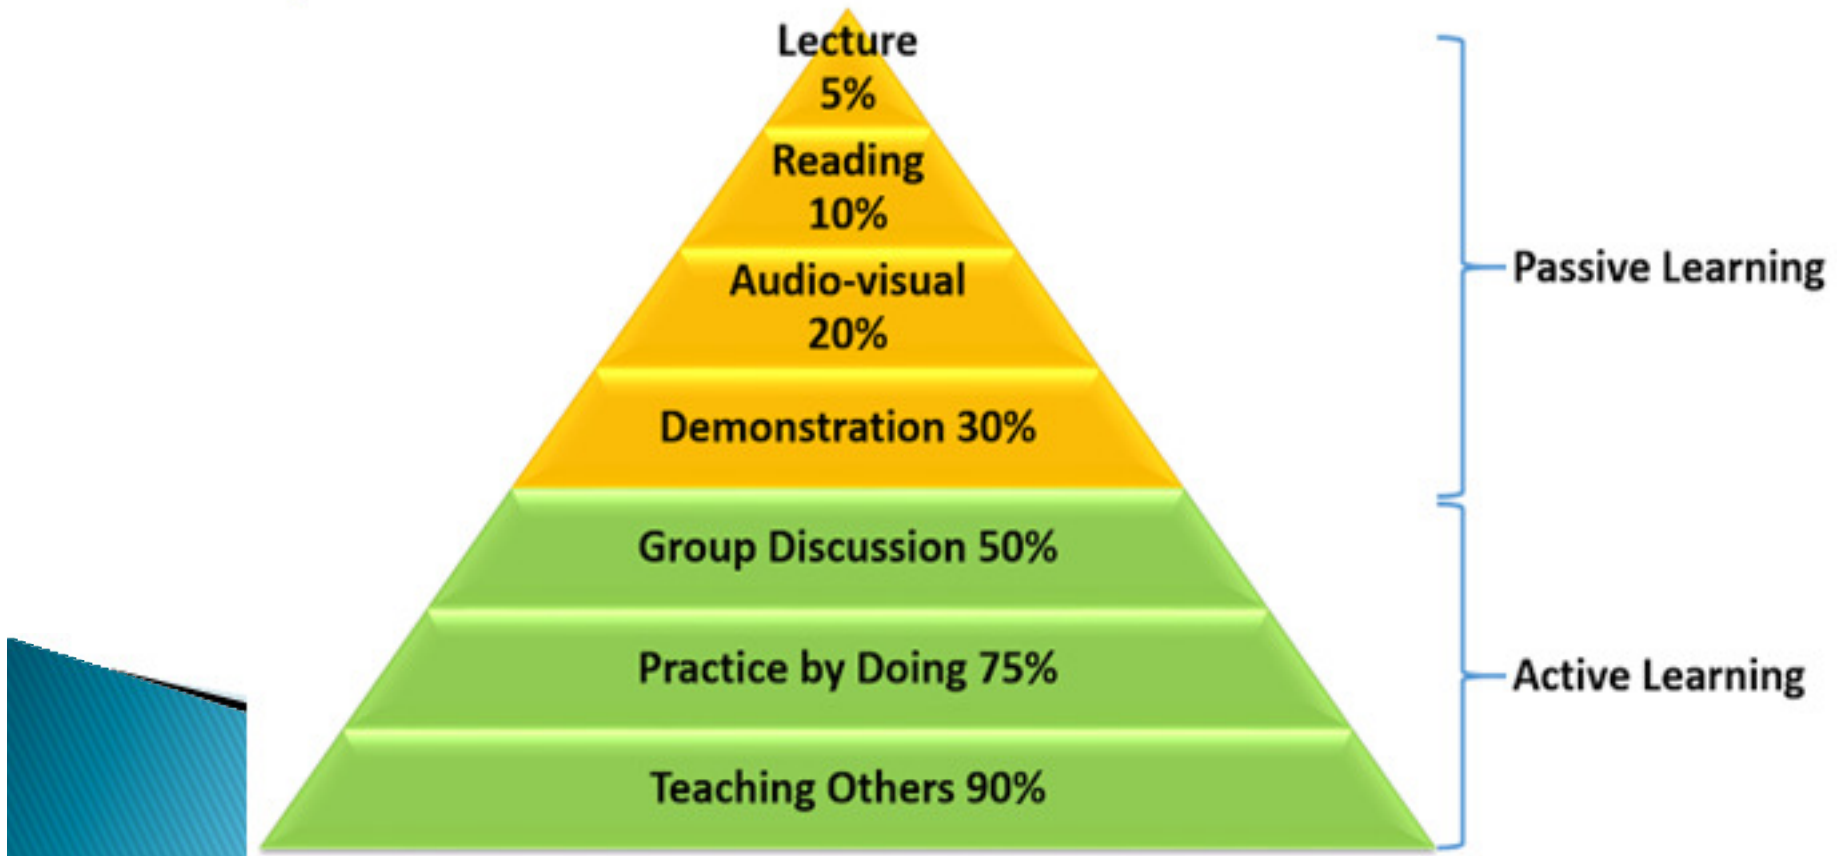 Lecture
5%
Reading
10%
Audio-visual
20%
Demonstration 30%
Group Discussion 50%
Practice by Doing 75%
Teaching Others 90%
Passive Learning
Active Learning